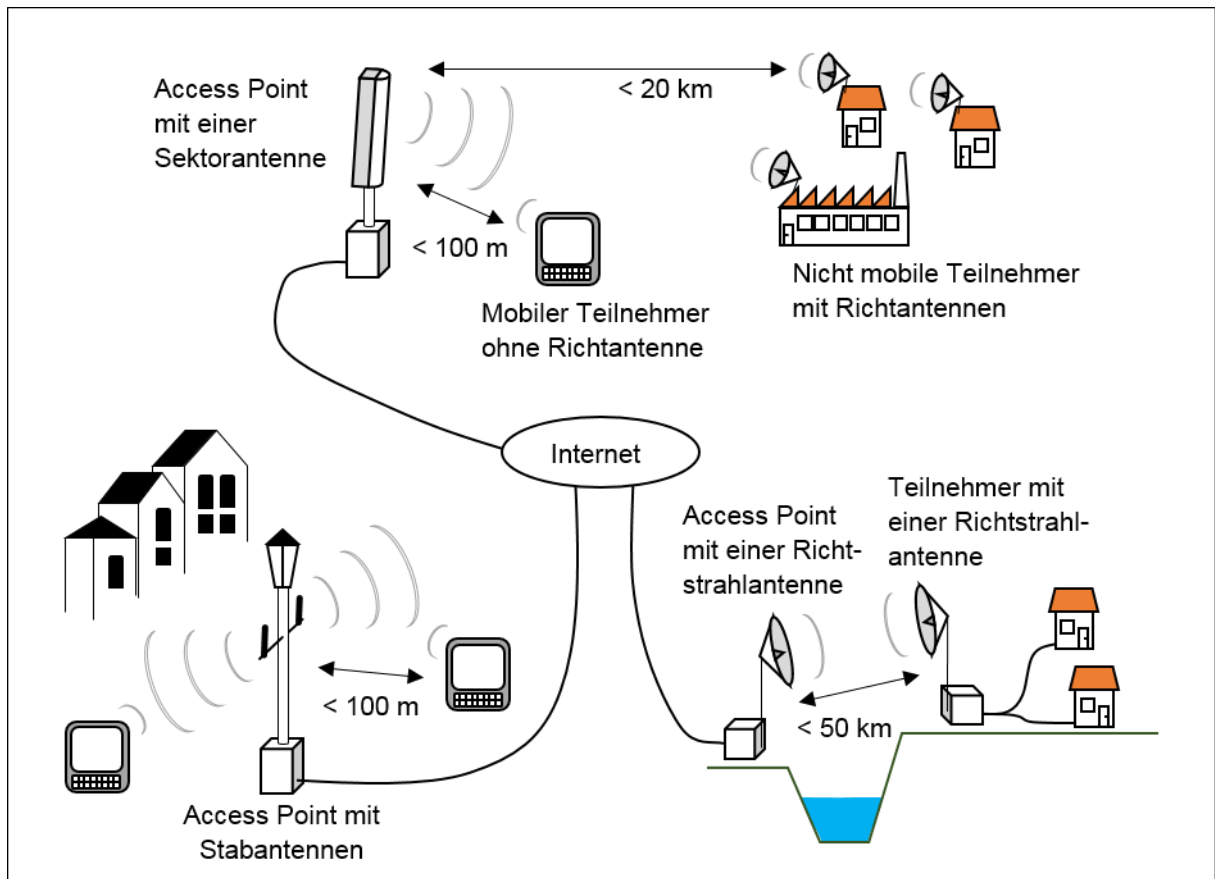 Access Point
mit einer
Sektorantenne
< 20 km
< 100 m
Mobiler Teilnehmer
ohne Richtantenne
Nicht mobile Teilnehmer
mit Richtantennen
Internet
Access Point
mit einer Richt-
strahlantenne
Teilnehmer mit
einer Richtstrahl-
antenne
< 100 m
< 50 km
Access Point mit
Stabantennen